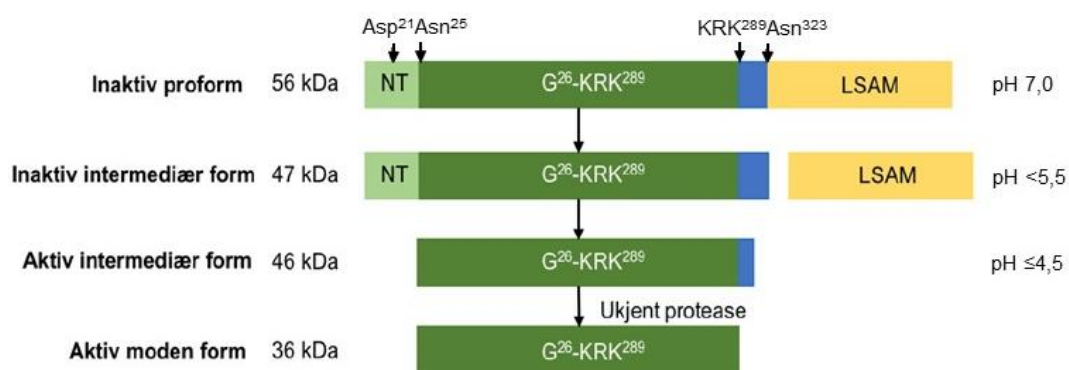 Asp²¹Asn²⁵ KRK²⁸⁹Asn³²³
Inaktiv proform 56 kDa NT G²⁶-KRK²⁸⁹ LSAM pH 7,0
Inaktiv intermediær form 47 kDa NT G²⁶-KRK²⁸⁹ LSAM pH <5,5
Aktiv intermediær form 46 kDa G²⁶-KRK²⁸⁹ pH ≤4,5
Ukjent protease
Aktiv moden form 36 kDa G²⁶-KRK²⁸⁹